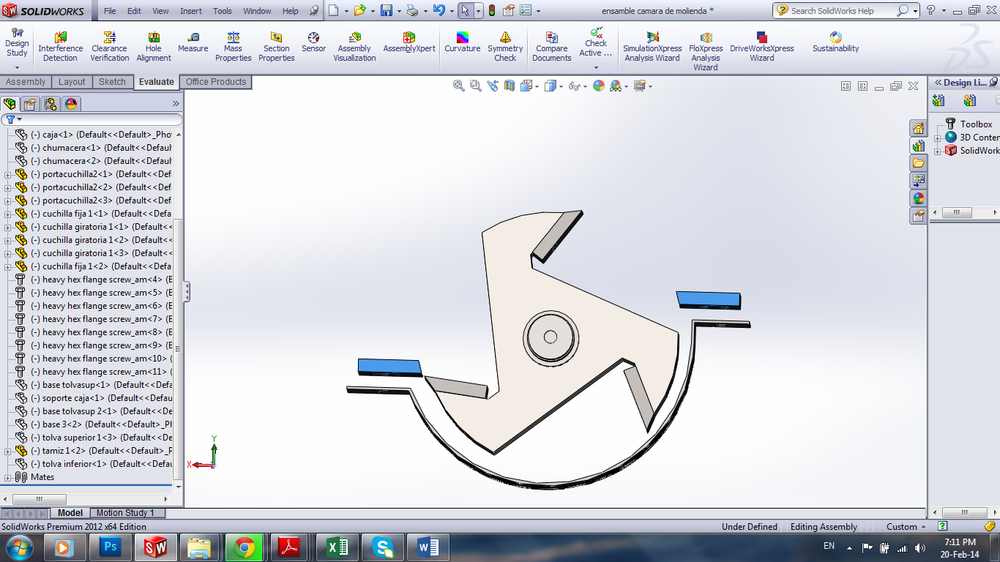 SOLIDWORKS File Edit View Insert Tools Window Help ensamble camara de molienda * Search SolidWorks Help
Design Study
Interference Detection
Clearance Verification
Hole Alignment
Measure
Mass Properties
Section Properties
Sensor
Assembly Visualization
AssemblyXpert
Curvature
Symmetry Check
Compare Documents
Check Active ...
SimulationXpress Analysis Wizard
FloXpress Analysis Wizard
DriveWorksXpress Wizard
Sustainability
Assembly Layout Sketch Evaluate Office Products
Design Li...
Toolbox
3D Conten
SolidWork
(-) caja<1> (Default<<Default>_Pho
(-) chumacera<1> (Default<<Defaul
(-) chumacera<2> (Default<<Defaul
(-) portacuchilla2<1> (Default<<Def
(-) portacuchilla2<2> (Default<<Def
(-) portacuchilla2<3> (Default<<Def
(-) cuchilla fija 1<1> (Default<<Defa
(-) cuchilla giratoria 1<1> (Default<<
(-) cuchilla giratoria 1<2> (Default<<
(-) cuchilla giratoria 1<3> (Default<<
(-) cuchilla fija 1<2> (Default<<Defa
(-) heavy hex flange screw_am<4> (B
(-) heavy hex flange screw_am<5> (B
(-) heavy hex flange screw_am<6> (B
(-) heavy hex flange screw_am<7> (B
(-) heavy hex flange screw_am<8> (B
(-) heavy hex flange screw_am<9> (B
(-) heavy hex flange screw_am<10> (
(-) heavy hex flange screw_am<11> (
(-) base tolvasup<1> (Default<<Defa
(-) soporte caja<1> (Default<<Defau
(-) base tolvasup 2<1> (Default<<De
(-) base 3<2> (Default<<Default>_Pl
(-) tolva superior 1<3> (Default<<De
(-) tamiz 1<2> (Default<<Default>_P
(-) tolva inferior<1> (Default<<Defau
Mates
Y
X
Model Motion Study 1
SolidWorks Premium 2012 x64 Edition Under Defined Editing Assembly Custom
Ps SW X S W EN 7:11 PM
20-Feb-14